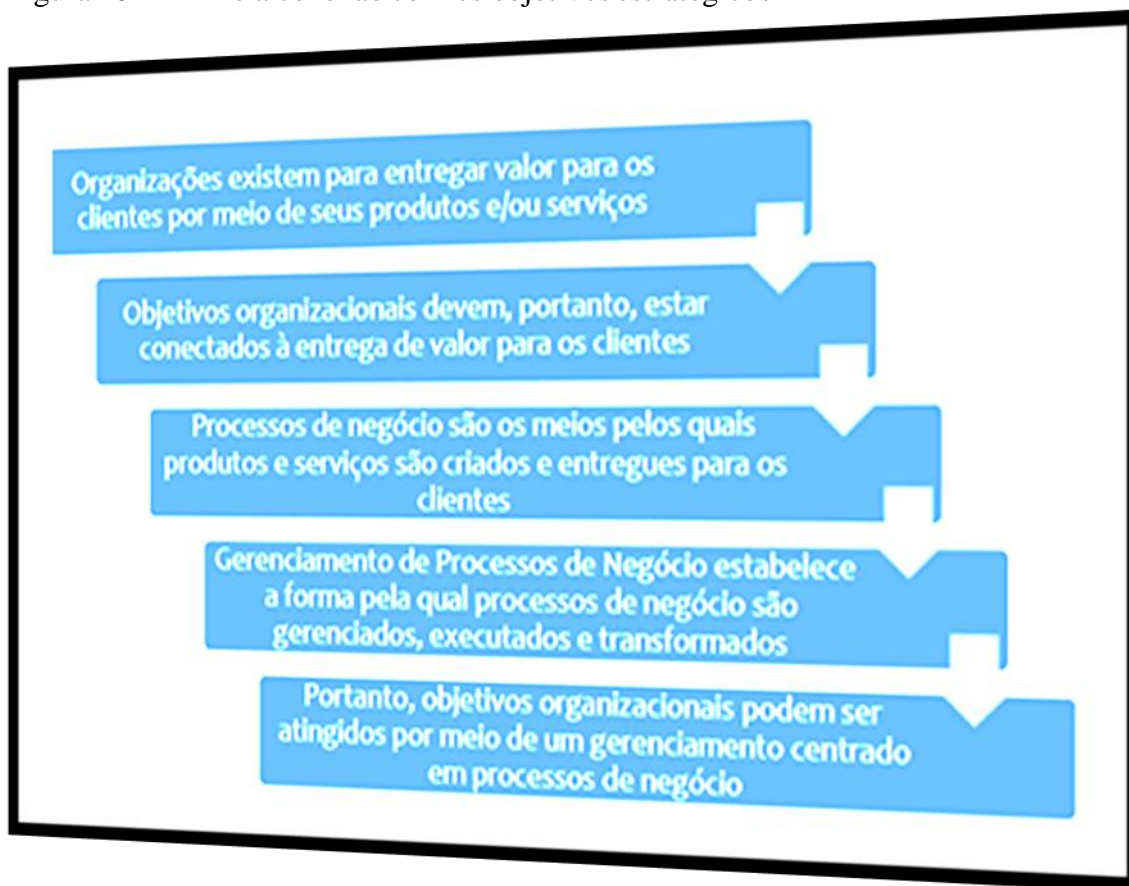 Organizações existem para entregar valor para os
clientes por meio de seus produtos e/ou serviços
Objetivos organizacionais devem, portanto, estar
conectados à entrega de valor para os clientes
Processos de negócio são os meios pelos quais
produtos e serviços são criados e entregues para os
clientes
Gerenciamento de Processos de Negócio estabelece
a forma pela qual processos de negócio são
gerenciados, executados e transformados
Portanto, objetivos organizacionais podem ser
atingidos por meio de um gerenciamento centrado
em processos de negócio